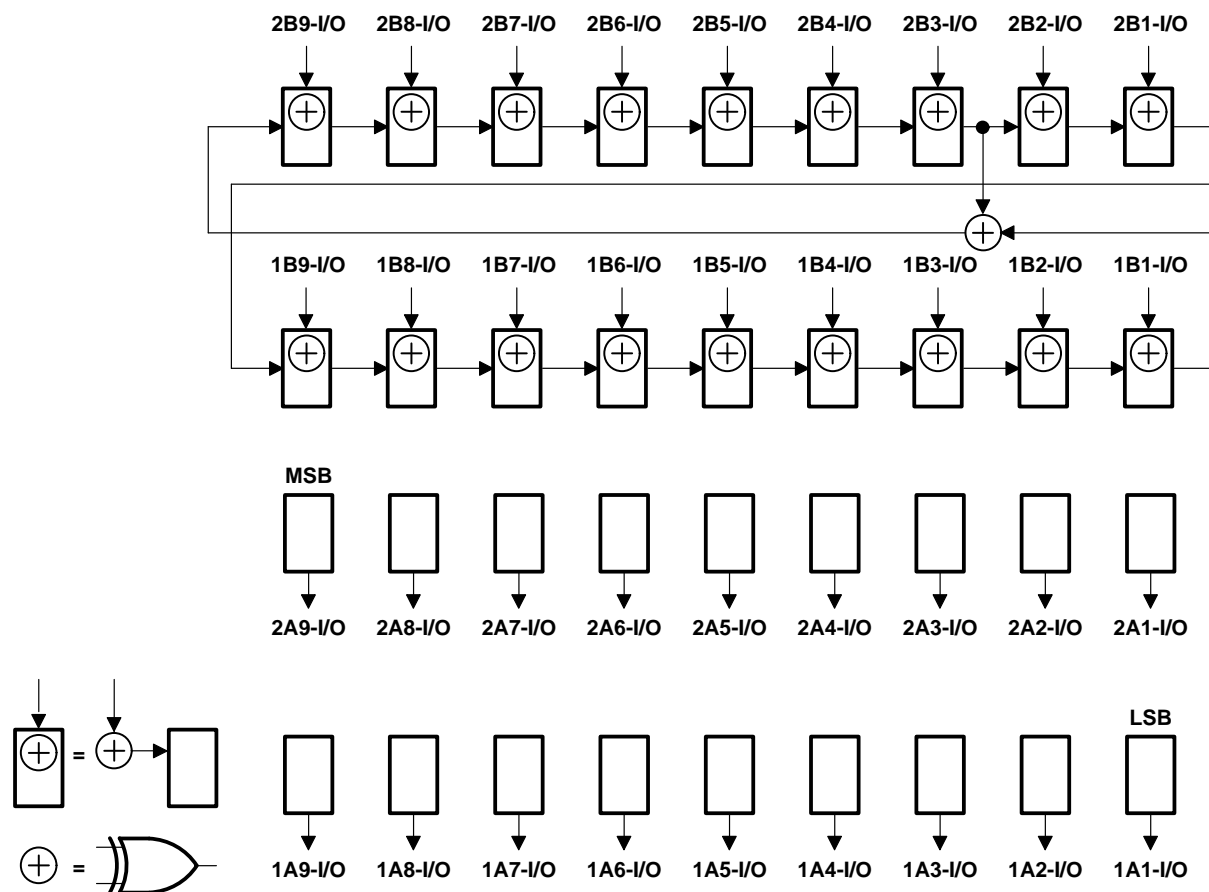 2B9-I/O 2B8-I/O 2B7-I/O 2B6-I/O 2B5-I/O 2B4-I/O 2B3-I/O 2B2-I/O 2B1-I/O
1B9-I/O 1B8-I/O 1B7-I/O 1B6-I/O 1B5-I/O 1B4-I/O 1B3-I/O 1B2-I/O 1B1-I/O
MSB
2A9-I/O 2A8-I/O 2A7-I/O 2A6-I/O 2A5-I/O 2A4-I/O 2A3-I/O 2A2-I/O 2A1-I/O
LSB
=
=
1A9-I/O 1A8-I/O 1A7-I/O 1A6-I/O 1A5-I/O 1A4-I/O 1A3-I/O 1A2-I/O 1A1-I/O